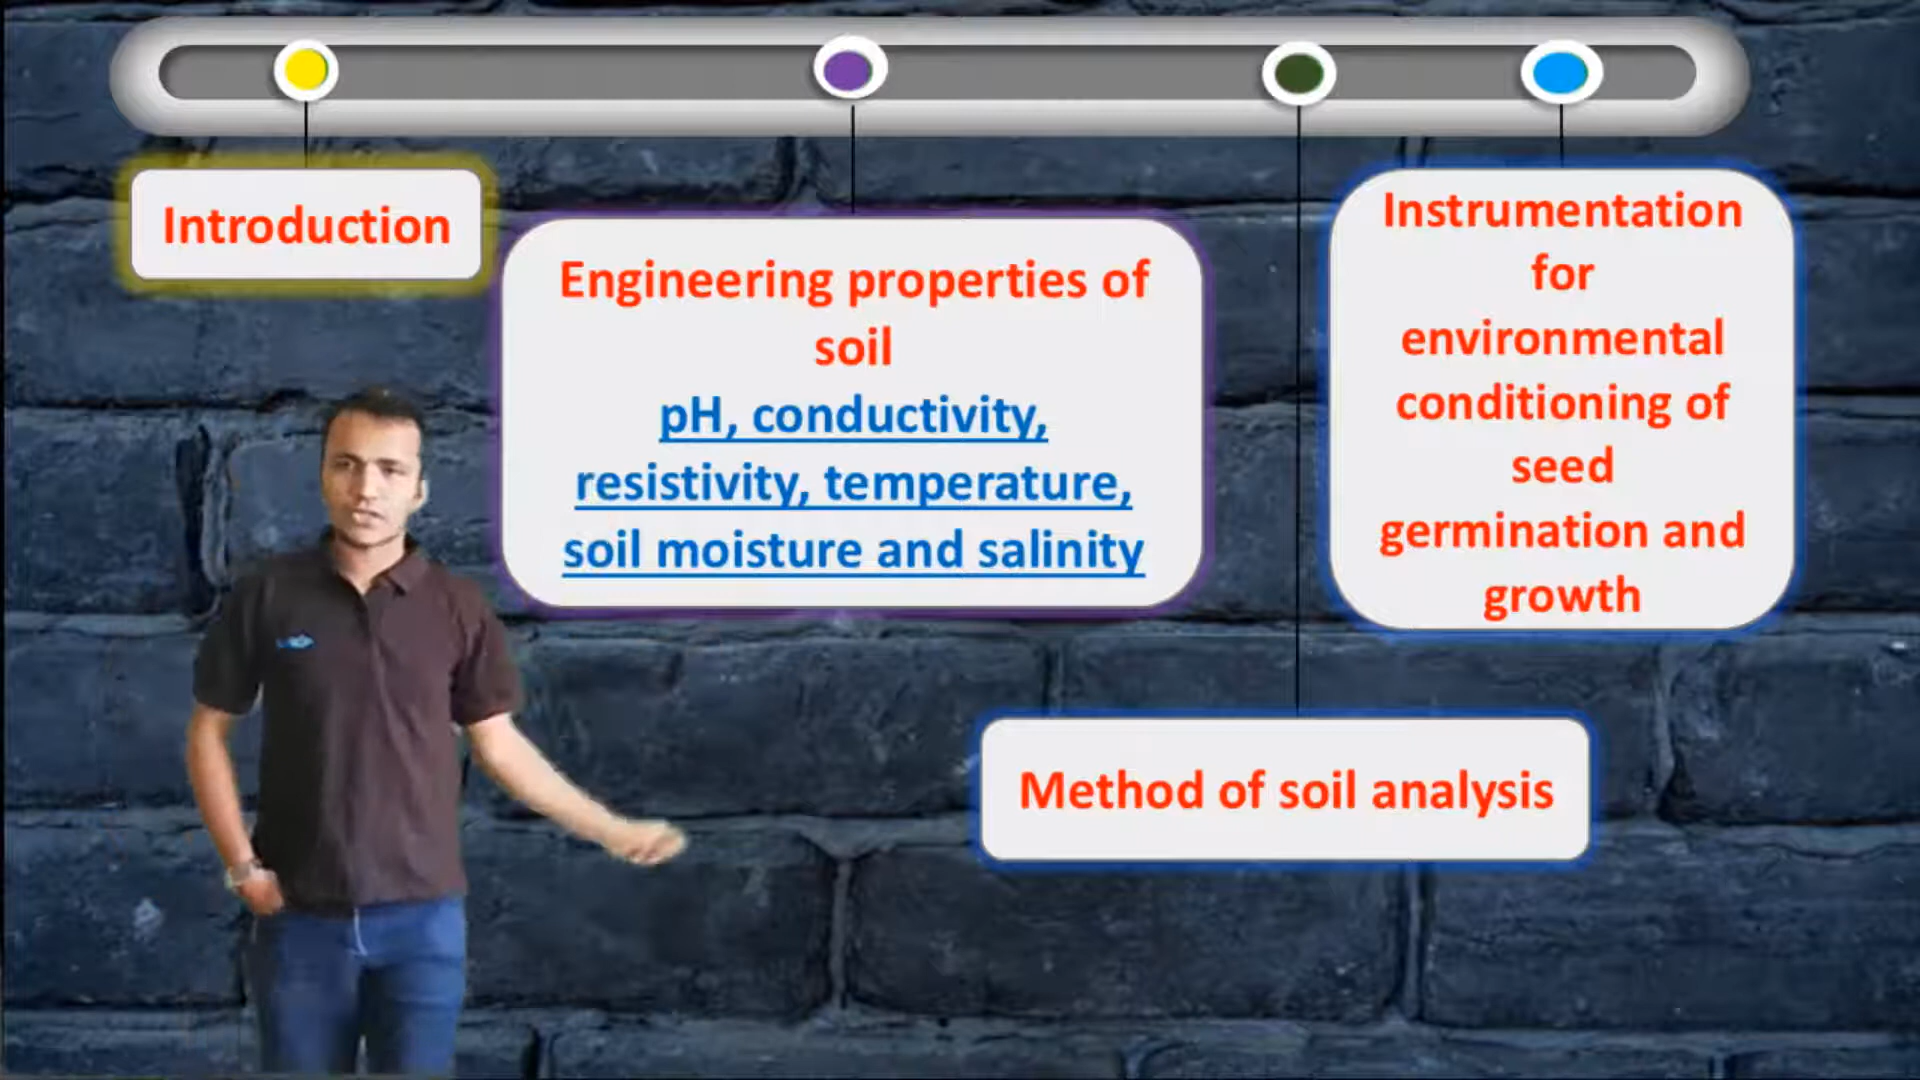 Introduction
Engineering properties of
soil
pH, conductivity,
resistivity, temperature,
soil moisture and salinity
Method of soil analysis
Instrumentation
for
environmental
conditioning of
seed
germination and
growth